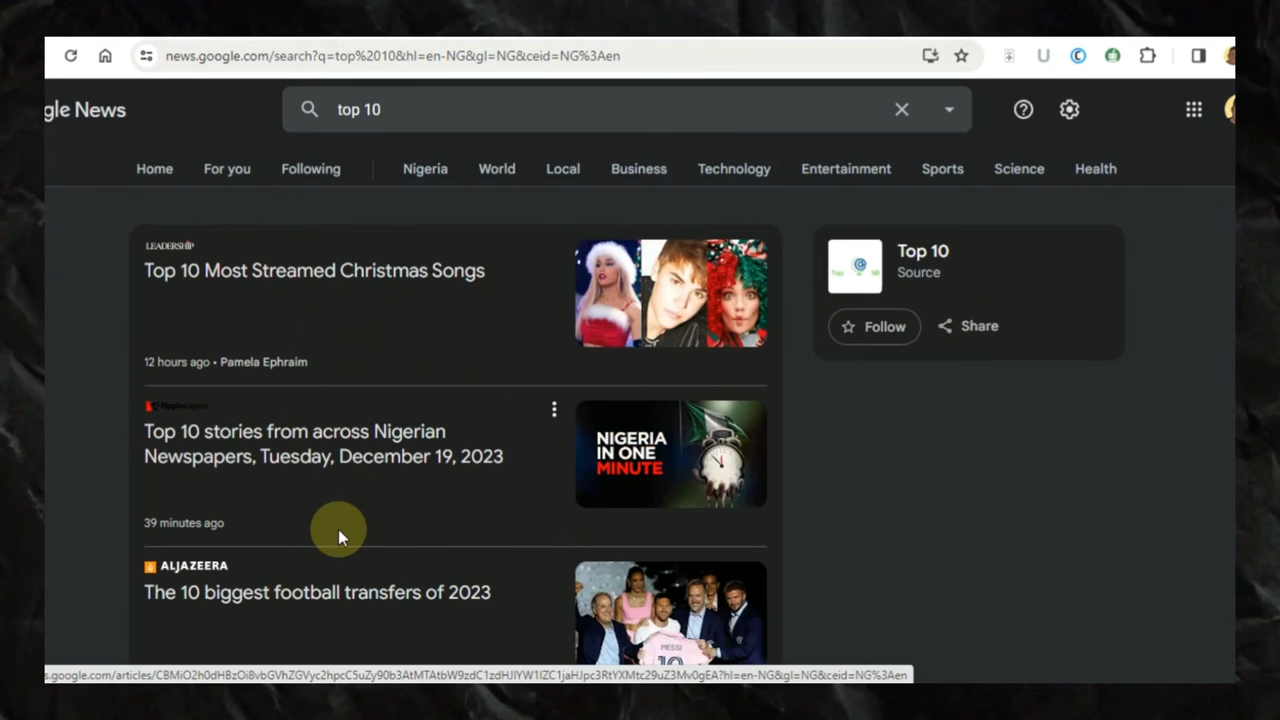 news.google.com/search?q=top%2010&hl=en-NG&gl=NG&ceid=NG%3Aen
gle News
top 10
Home For you Following Nigeria World Local Business Technology Entertainment Sports Science Health
LEADERSHIP
Top 10 Most Streamed Christmas Songs
12 hours ago • Pamela Ephraim
Top 10
Source
Follow Share
Top 10 stories from across Nigerian
Newspapers, Tuesday, December 19, 2023
39 minutes ago
NIGERIA
IN ONE
MINUTE
ALJAZEERA
The 10 biggest football transfers of 2023
MESSI
10